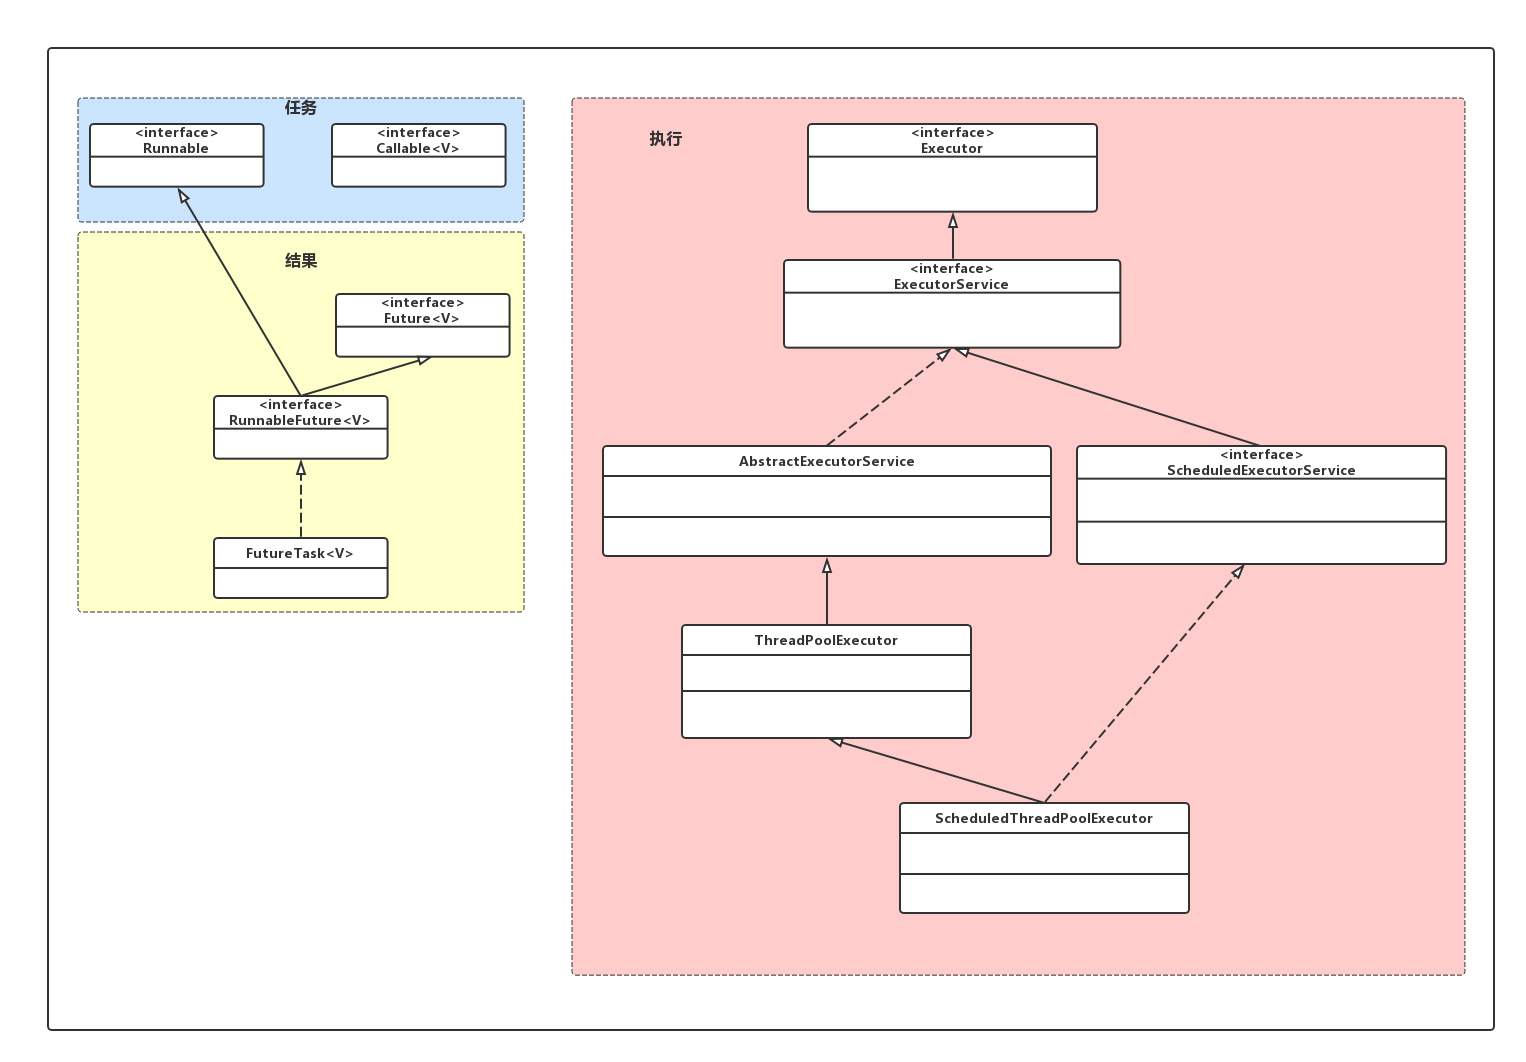 任务
<interface>
Runnable
<interface>
Callable<V>
结果
<interface>
Future<V>
<interface>
RunnableFuture<V>
FutureTask<V>
执行
<interface>
Executor
<interface>
ExecutorService
AbstractExecutorService
<interface>
ScheduledExecutorService
ThreadPoolExecutor
ScheduledThreadPoolExecutor